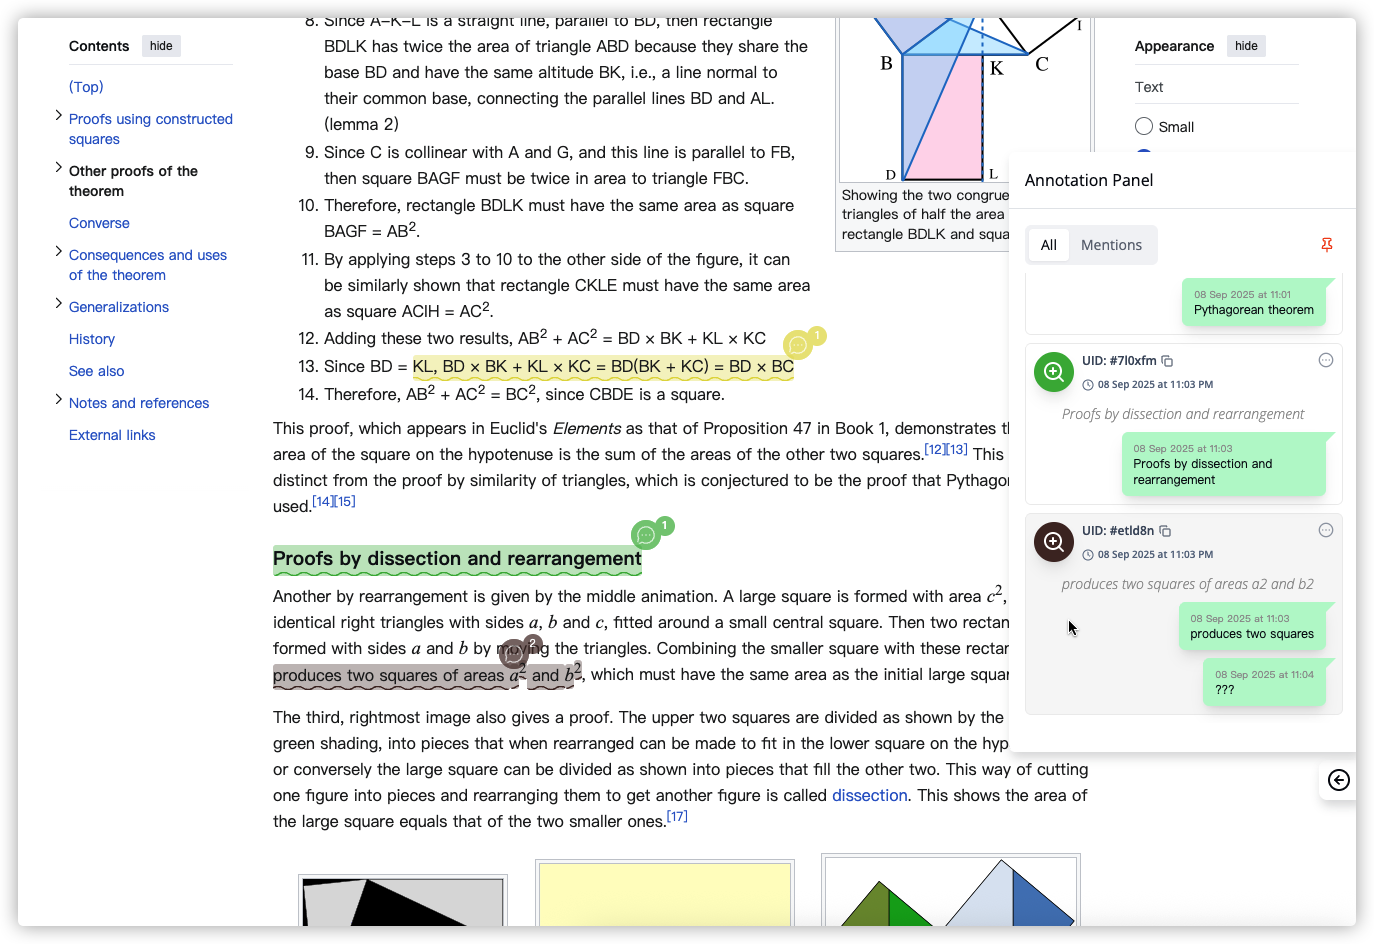 Contents hide
(Top)
Proofs using constructed
squares
Other proofs of the
theorem
Converse
Consequences and uses
of the theorem
Generalizations
History
See also
Notes and references
External links
8. Since A–K–L is a straight line, parallel to BD, then rectangle
BDLK has twice the area of triangle ABD because they share the
base BD and have the same altitude BK, i.e., a line normal to
their common base, connecting the parallel lines BD and AL.
(lemma 2)
9. Since C is collinear with A and G, and this line is parallel to FB,
then square BAGF must be twice in area to triangle FBC.
10. Therefore, rectangle BDLK must have the same area as square
BAGF = AB².
11. By applying steps 3 to 10 to the other side of the figure, it can
be similarly shown that rectangle CKLE must have the same area
as square ACIH = AC².
12. Adding these two results, AB² + AC² = BD × BK + KL × KC
1
13. Since BD = KL, BD × BK + KL × KC = BD(BK + KC) = BD × BC
14. Therefore, AB² + AC² = BC², since CBDE is a square.
This proof, which appears in Euclid's Elements as that of Proposition 47 in Book 1, demonstrates
area of the square on the hypotenuse is the sum of the areas of the other two squares.[12][13] This
distinct from the proof by similarity of triangles, which is conjectured to be the proof that
used.[14][15]
1
Proofs by dissection and rearrangement
Another by rearrangement is given by the middle animation. A large square is formed with area c²,
identical right triangles with sides a, b and c, fitted around a small central square. Then two
formed with sides a and b by moving the triangles. Combining the smaller square with these
2
produces two squares of areas a² and b², which must have the same area as the initial large
The third, rightmost image also gives a proof. The upper two squares are divided as shown by the
green shading, into pieces that when rearranged can be made to fit in the lower square on the
or conversely the large square can be divided as shown into pieces that fill the other two. This way of cutting
one figure into pieces and rearranging them to get another figure is called dissection. This shows the area of
the large square equals that of the two smaller ones.[17]
I
B
K
C
D
L
Showing the two
triangles of half the area
rectangle BDLK and
Appearance hide
Text
Small
Annotation Panel
All Mentions
08 Sep 2025 at 11:01
Pythagorean theorem
UID: #7l0xfm
08 Sep 2025 at 11:03 PM
Proofs by dissection and rearrangement
08 Sep 2025 at 11:03
Proofs by dissection and
rearrangement
UID: #etld8n
08 Sep 2025 at 11:03 PM
produces two squares of areas a2 and b2
08 Sep 2025 at 11:03
produces two squares
08 Sep 2025 at 11:04
???